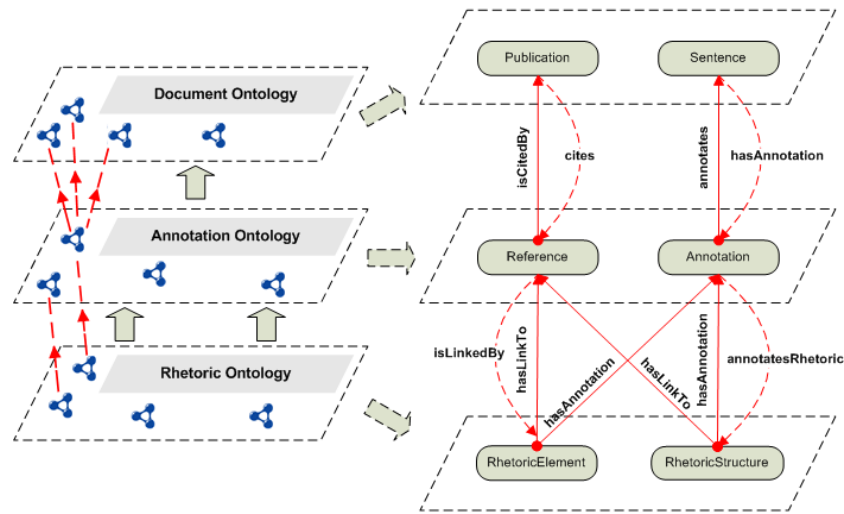 Document Ontology
Annotation Ontology
Rhetoric Ontology
Publication
Sentence
isCitedBy
cites
annotates
hasAnnotation
Reference
Annotation
isLinkedBy
hasLinkTo
hasAnnotation
hasLinkTo
hasAnnotation
annotatesRhetoric
RhetoricElement
RhetoricStructure